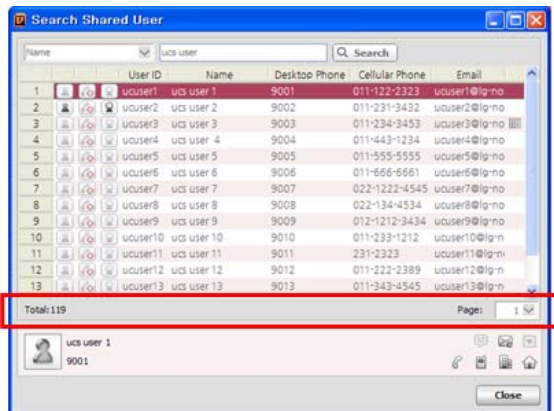 Search Shared User
Name ucs user Search
User ID Name Desktop Phone Cellular Phone Email
1 ucuser1 ucs user 1 9001 011-122-2323 ucuser1@lg-no
2 ucuser2 ucs user 2 9002 011-231-3432 ucuser2@lg-no
3 ucuser3 ucs user 3 9003 011-234-3453 ucuser3@lg-no
4 ucuser4 ucs user 4 9004 011-443-1234 ucuser4@lg-no
5 ucuser5 ucs user 5 9005 011-555-5555 ucuser5@lg-no
6 ucuser6 ucs user 6 9006 011-666-6661 ucuser6@lg-no
7 ucuser7 ucs user 7 9007 022-1222-4545 ucuser7@lg-no
8 ucuser8 ucs user 8 9008 022-134-4534 ucuser8@lg-no
9 ucuser9 ucs user 9 9009 012-1212-3434 ucuser9@lg-no
10 ucuser10 ucs user 10 9010 011-233-1212 ucuser10@lg-n
11 ucuser11 ucs user 11 9011 231-2323 ucuser11@lg-n
12 ucuser12 ucs user 12 9012 011-222-2389 ucuser12@lg-n
13 ucuser13 ucs user 13 9013 011-343-4545 ucuser13@lg-n
Total:119 Page: 1
ucs user 1
9001
Close